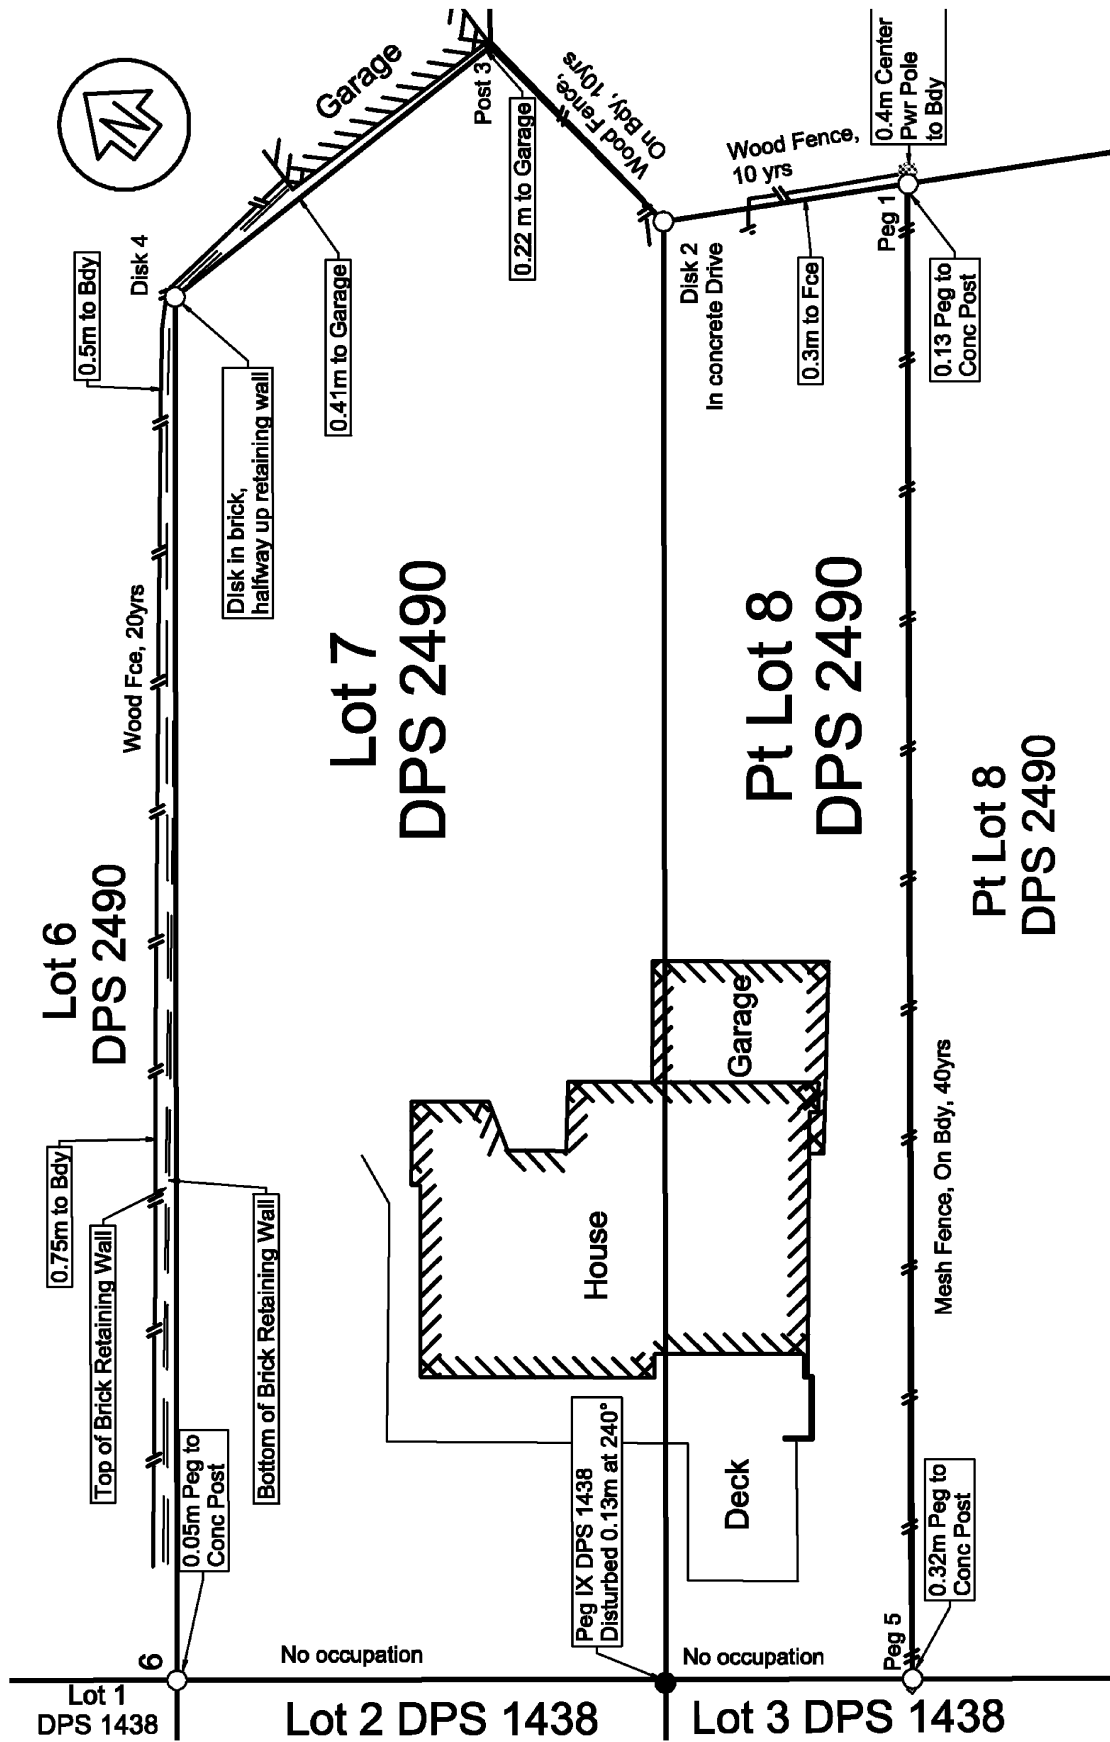 N
Garage
Post 3
Wood Fence,
On Bdy, 10yrs
0.4m Center
Pwr Pole
to Bdy
Wood Fence,
10 yrs
0.22 m to Garage
Disk 4
0.5m to Bdy
0.41m to Garage
Disk 2
In concrete Drive
Peg 1
0.3m to Fce
0.13 Peg to
Conc Post
Disk in brick,
halfway up retaining wall
Wood Fce, 20yrs
Lot 7
DPS 2490
Pt Lot 8
DPS 2490
Lot 6
DPS 2490
Pt Lot 8
DPS 2490
Garage
House
0.75m to Bdy
Top of Brick Retaining Wall
Bottom of Brick Retaining Wall
Mesh Fence, On Bdy, 40yrs
0.05m Peg to
Conc Post
Peg IX DPS 1438
Disturbed 0.13m at 240°
Deck
0.32m Peg to
Conc Post
6
No occupation
No occupation
Peg 5
Lot 1
DPS 1438
Lot 2 DPS 1438
Lot 3 DPS 1438